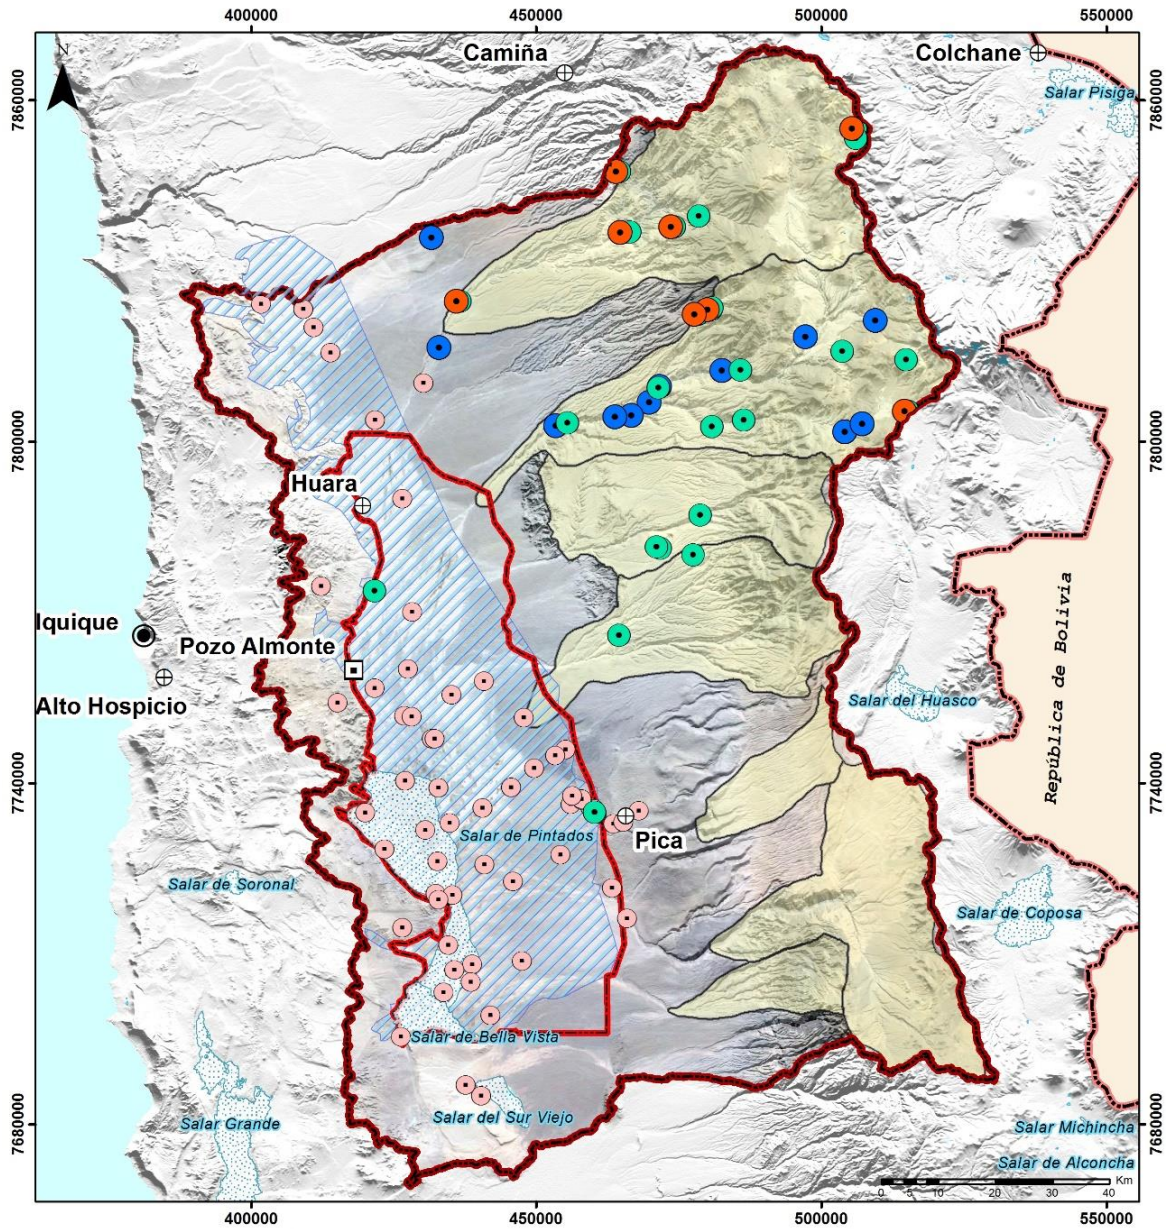 400000 450000 500000 550000
N
Camiña
Colchane
Salar Pisiga
7860000
7860000
7800000
7800000
Huara
Iquique
Pozo Almonte
Alto Hospicio
República de Bolivia
Salar del Huasco
7740000
7740000
Salar de Pintados
Pica
Salar de Soronal
Salar de Coposa
Salar de Bella Vista
Salar Grande
Salar del Sur Viejo
Salar Michincha
7680000
7680000
Salar de Alconcha
Km
0 5 10 20 30 40
400000 450000 500000 550000